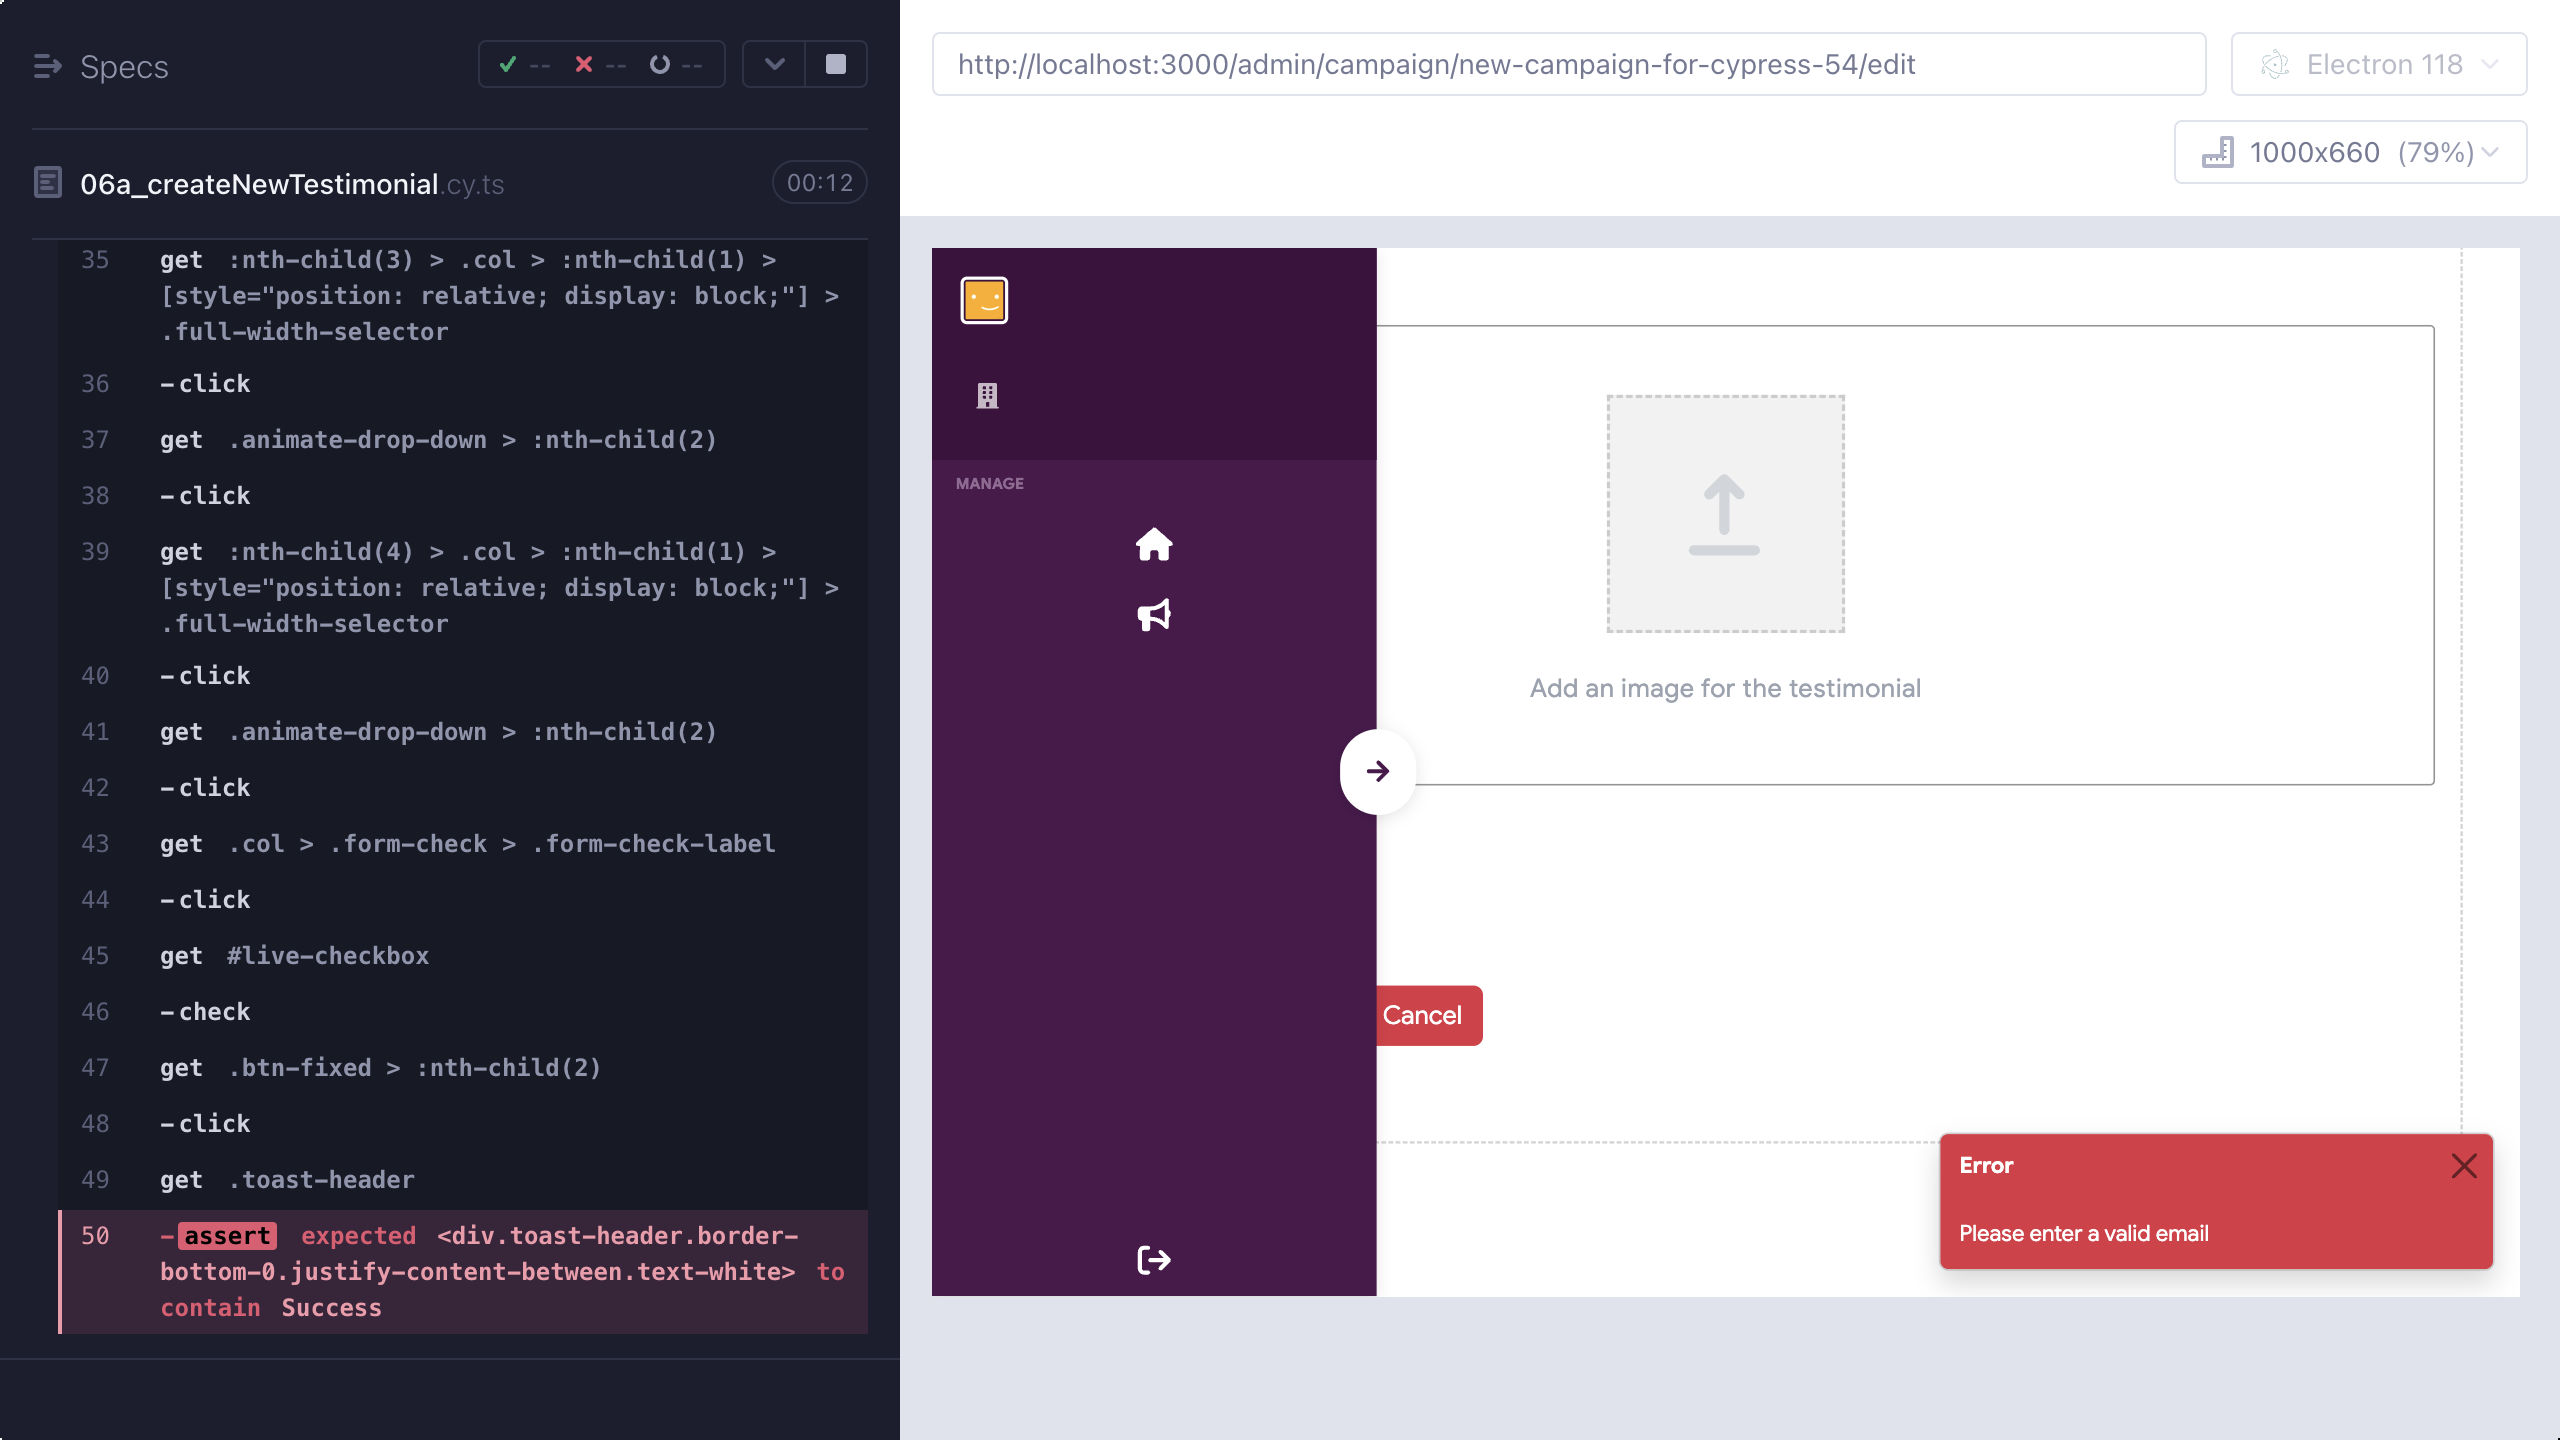 Specs
-- -- --
06a_createNewTestimonial.cy.ts 00:12
35 get :nth-child(3) > .col > :nth-child(1) >
[style="position: relative; display: block;"] >
.full-width-selector
36 -click
37 get .animate-drop-down > :nth-child(2)
38 -click
39 get :nth-child(4) > .col > :nth-child(1) >
[style="position: relative; display: block;"] >
.full-width-selector
40 -click
41 get .animate-drop-down > :nth-child(2)
42 -click
43 get .col > .form-check > .form-check-label
44 -click
45 get #live-checkbox
46 -check
47 get .btn-fixed > :nth-child(2)
48 -click
49 get .toast-header
50 -assert expected <div.toast-header.border-
bottom-0.justify-content-between.text-white> to
contain Success
http://localhost:3000/admin/campaign/new-campaign-for-cypress-54/edit
Electron 118
1000x660 (79%)
MANAGE
Add an image for the testimonial
Cancel
Error
Please enter a valid email